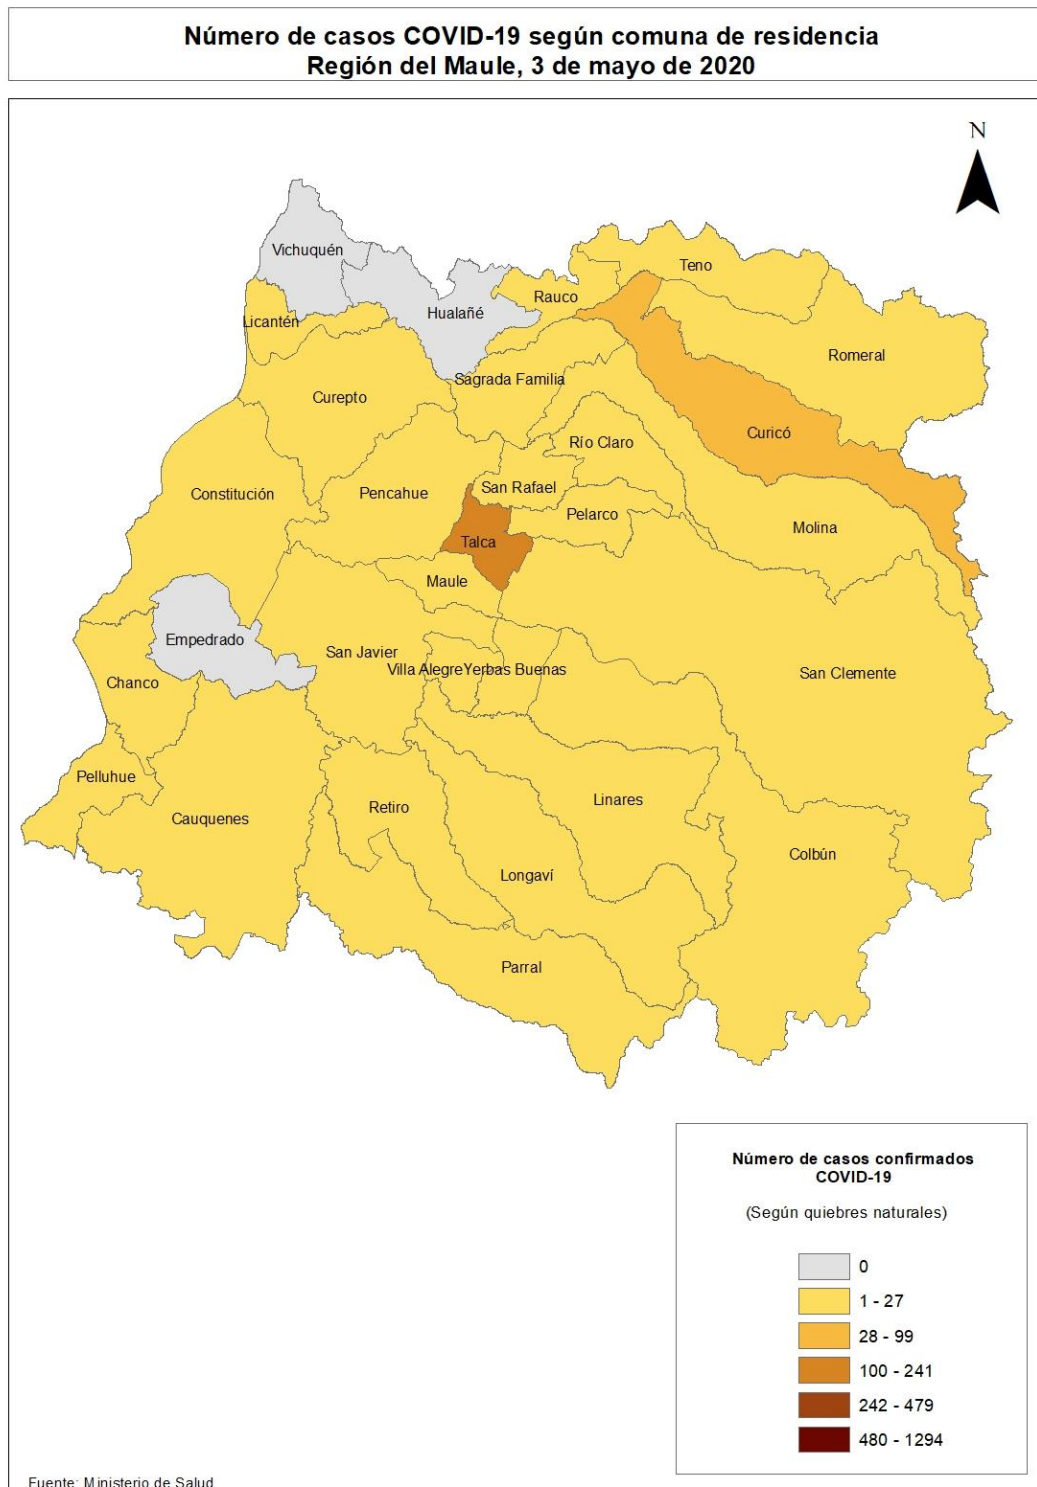 Número de casos COVID-19 según comuna de residencia
Región del Maule, 3 de mayo de 2020
N
Vichuquén
Teno
Rauco
Hualañé
Licantén
Romeral
Sagrada Familia
Curepto
Curicó
Río Claro
San Rafael
Pencahue
Constitución
Pelarco
Molina
Talca
Maule
Empedrado
San Javier
Villa Alegre
Yerbas Buenas
San Clemente
Chanco
Pelluhue
Linares
Retiro
Cauquenes
Colbún
Longaví
Parral
Número de casos confirmados
COVID-19
(Según quiebres naturales)
0
1 - 27
28 - 99
100 - 241
242 - 479
480 - 1294
Fuente: Ministerio de Salud